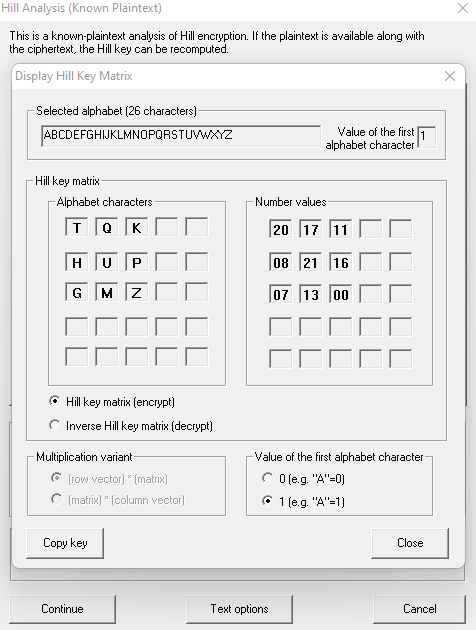 Hill Analysis (Known Plaintext)
This is a known-plaintext analysis of Hill encryption. If the plaintext is available along with
the ciphertext, the Hill key can be recomputed.
Display Hill Key Matrix
Selected alphabet (26 characters)
ABCDEFGHIJKLMNOPQRSTUVWXYZ
Value of the first
alphabet character
1
Hill key matrix
Alphabet characters
T Q K
H U P
G M Z
Number values
20 17 11
08 21 16
07 13 00
Hill key matrix (encrypt)
Inverse Hill key matrix (decrypt)
Multiplication variant
(row vector) * (matrix)
(matrix) * (column vector)
Value of the first alphabet character
0 (e.g. "A"=0)
1 (e.g. "A"=1)
Copy key
Close
Continue
Text options
Cancel